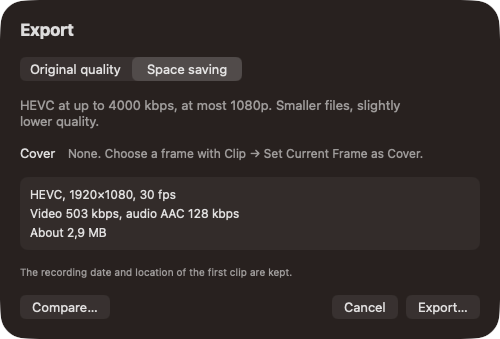 Export
Original quality
Space saving
HEVC at up to 4000 kbps, at most 1080p. Smaller files, slightly
lower quality.
Cover None. Choose a frame with Clip → Set Current Frame as Cover.
HEVC, 1920×1080, 30 fps
Video 503 kbps, audio AAC 128 kbps
About 2,9 MB
The recording date and location of the first clip are kept.
Compare...
Cancel
Export...